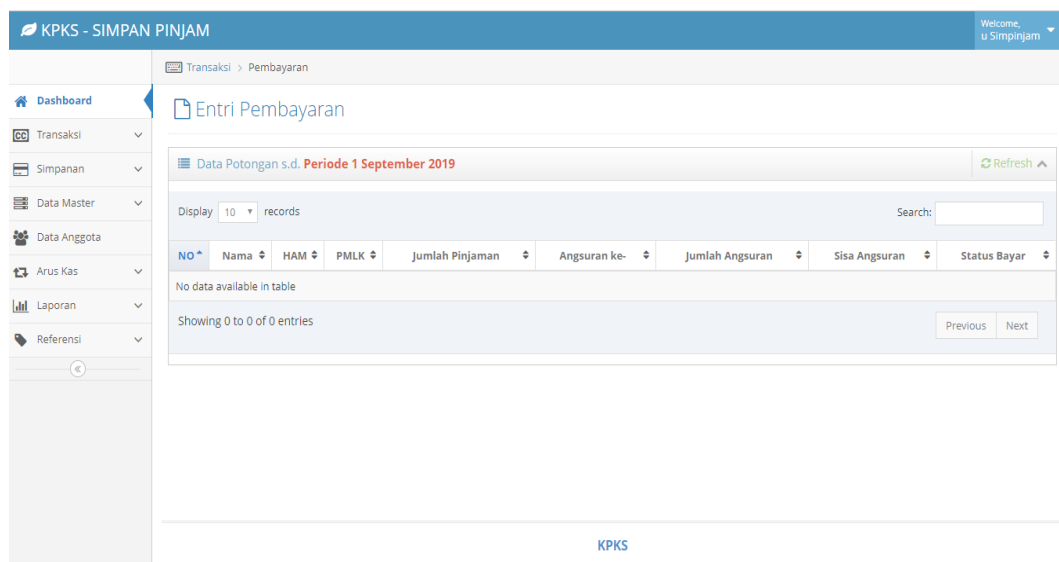 KPKS - SIMPAN PINJAM
Welcome,
u Simpinjam
Transaksi > Pembayaran
Dashboard
Transaksi
Simpanan
Data Master
Data Anggota
Arus Kas
Laporan
Referensi
Entri Pembayaran
Data Potongan s.d. Periode 1 September 2019
Refresh
Display 10 records
Search:
NO Nama HAM PMLK Jumlah Pinjaman Angsuran ke- Jumlah Angsuran Sisa Angsuran Status Bayar
No data available in table
Showing 0 to 0 of 0 entries
Previous Next
KPKS